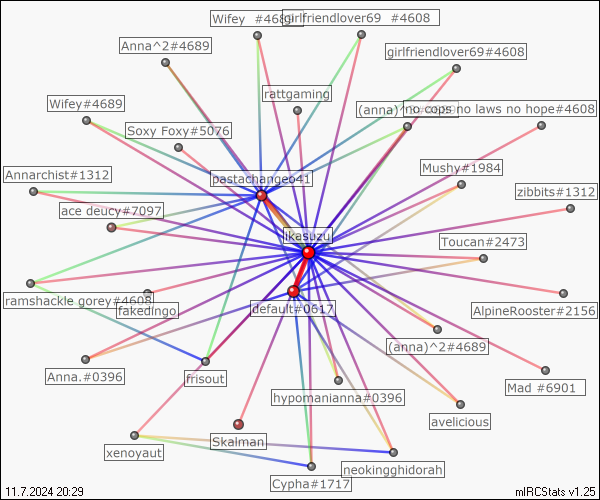 Wifey #4689
girlfriendlover69 #4608
Anna^2#4689
girlfriendlover69#4608
rattgaming
Wifey#4689
(anna)
no cops no laws no hope#4608
Soxy Foxy#5076
Mushy#1984
Annarchist#1312
pastachange041
zibbits#1312
ace deucy#7097
ikasuzu
Toucan#2473
ramshackle gorey#4608
fakedingo
default#0617
AlpineRooster#2156
(anna)^2#4689
Anna.#0396
frisout
hypomanianna#0396
Mad #6901
avelicious
Skalman
xenoyaut
neokingghidorah
Cypha#1717
11.7.2024 20:29
mIRCStats v1.25